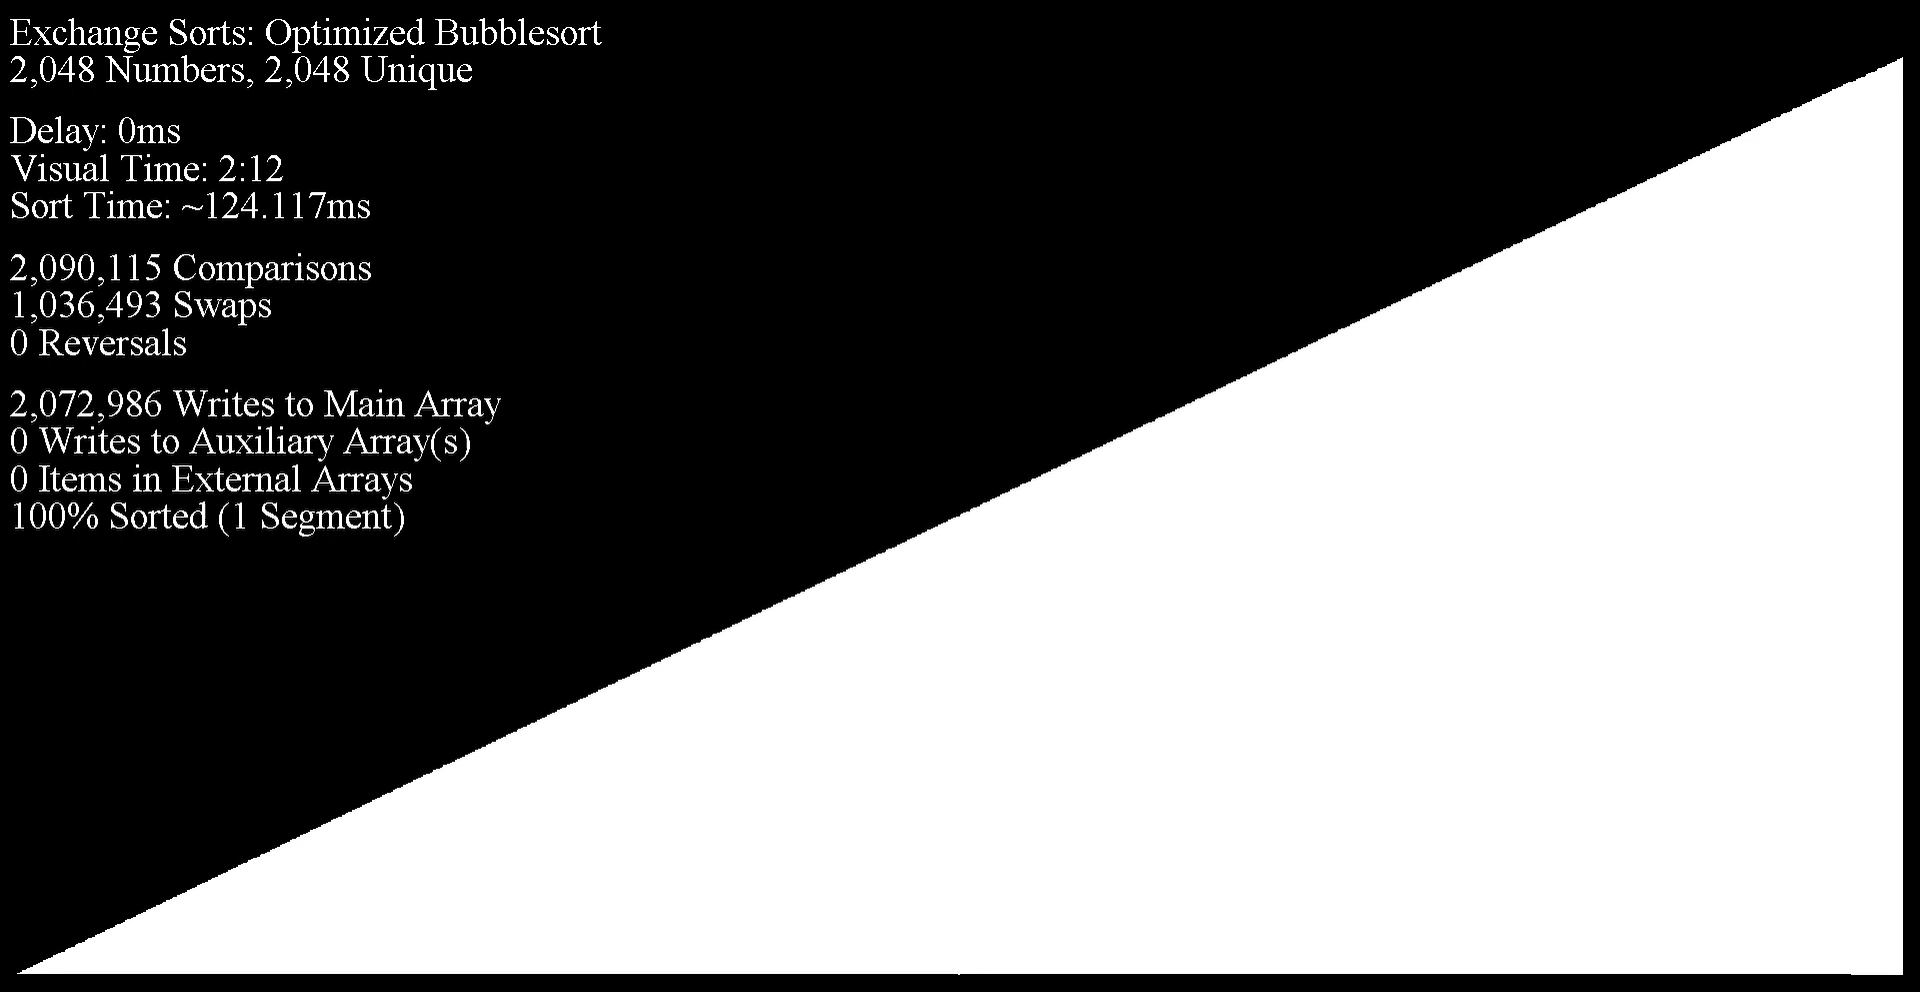 Exchange Sorts: Optimized Bubblesort
2,048 Numbers, 2,048 Unique
Delay: 0ms
Visual Time: 2:12
Sort Time: ~124.117ms
2,090,115 Comparisons
1,036,493 Swaps
0 Reversals
2,072,986 Writes to Main Array
0 Writes to Auxiliary Array(s)
0 Items in External Arrays
100% Sorted (1 Segment)